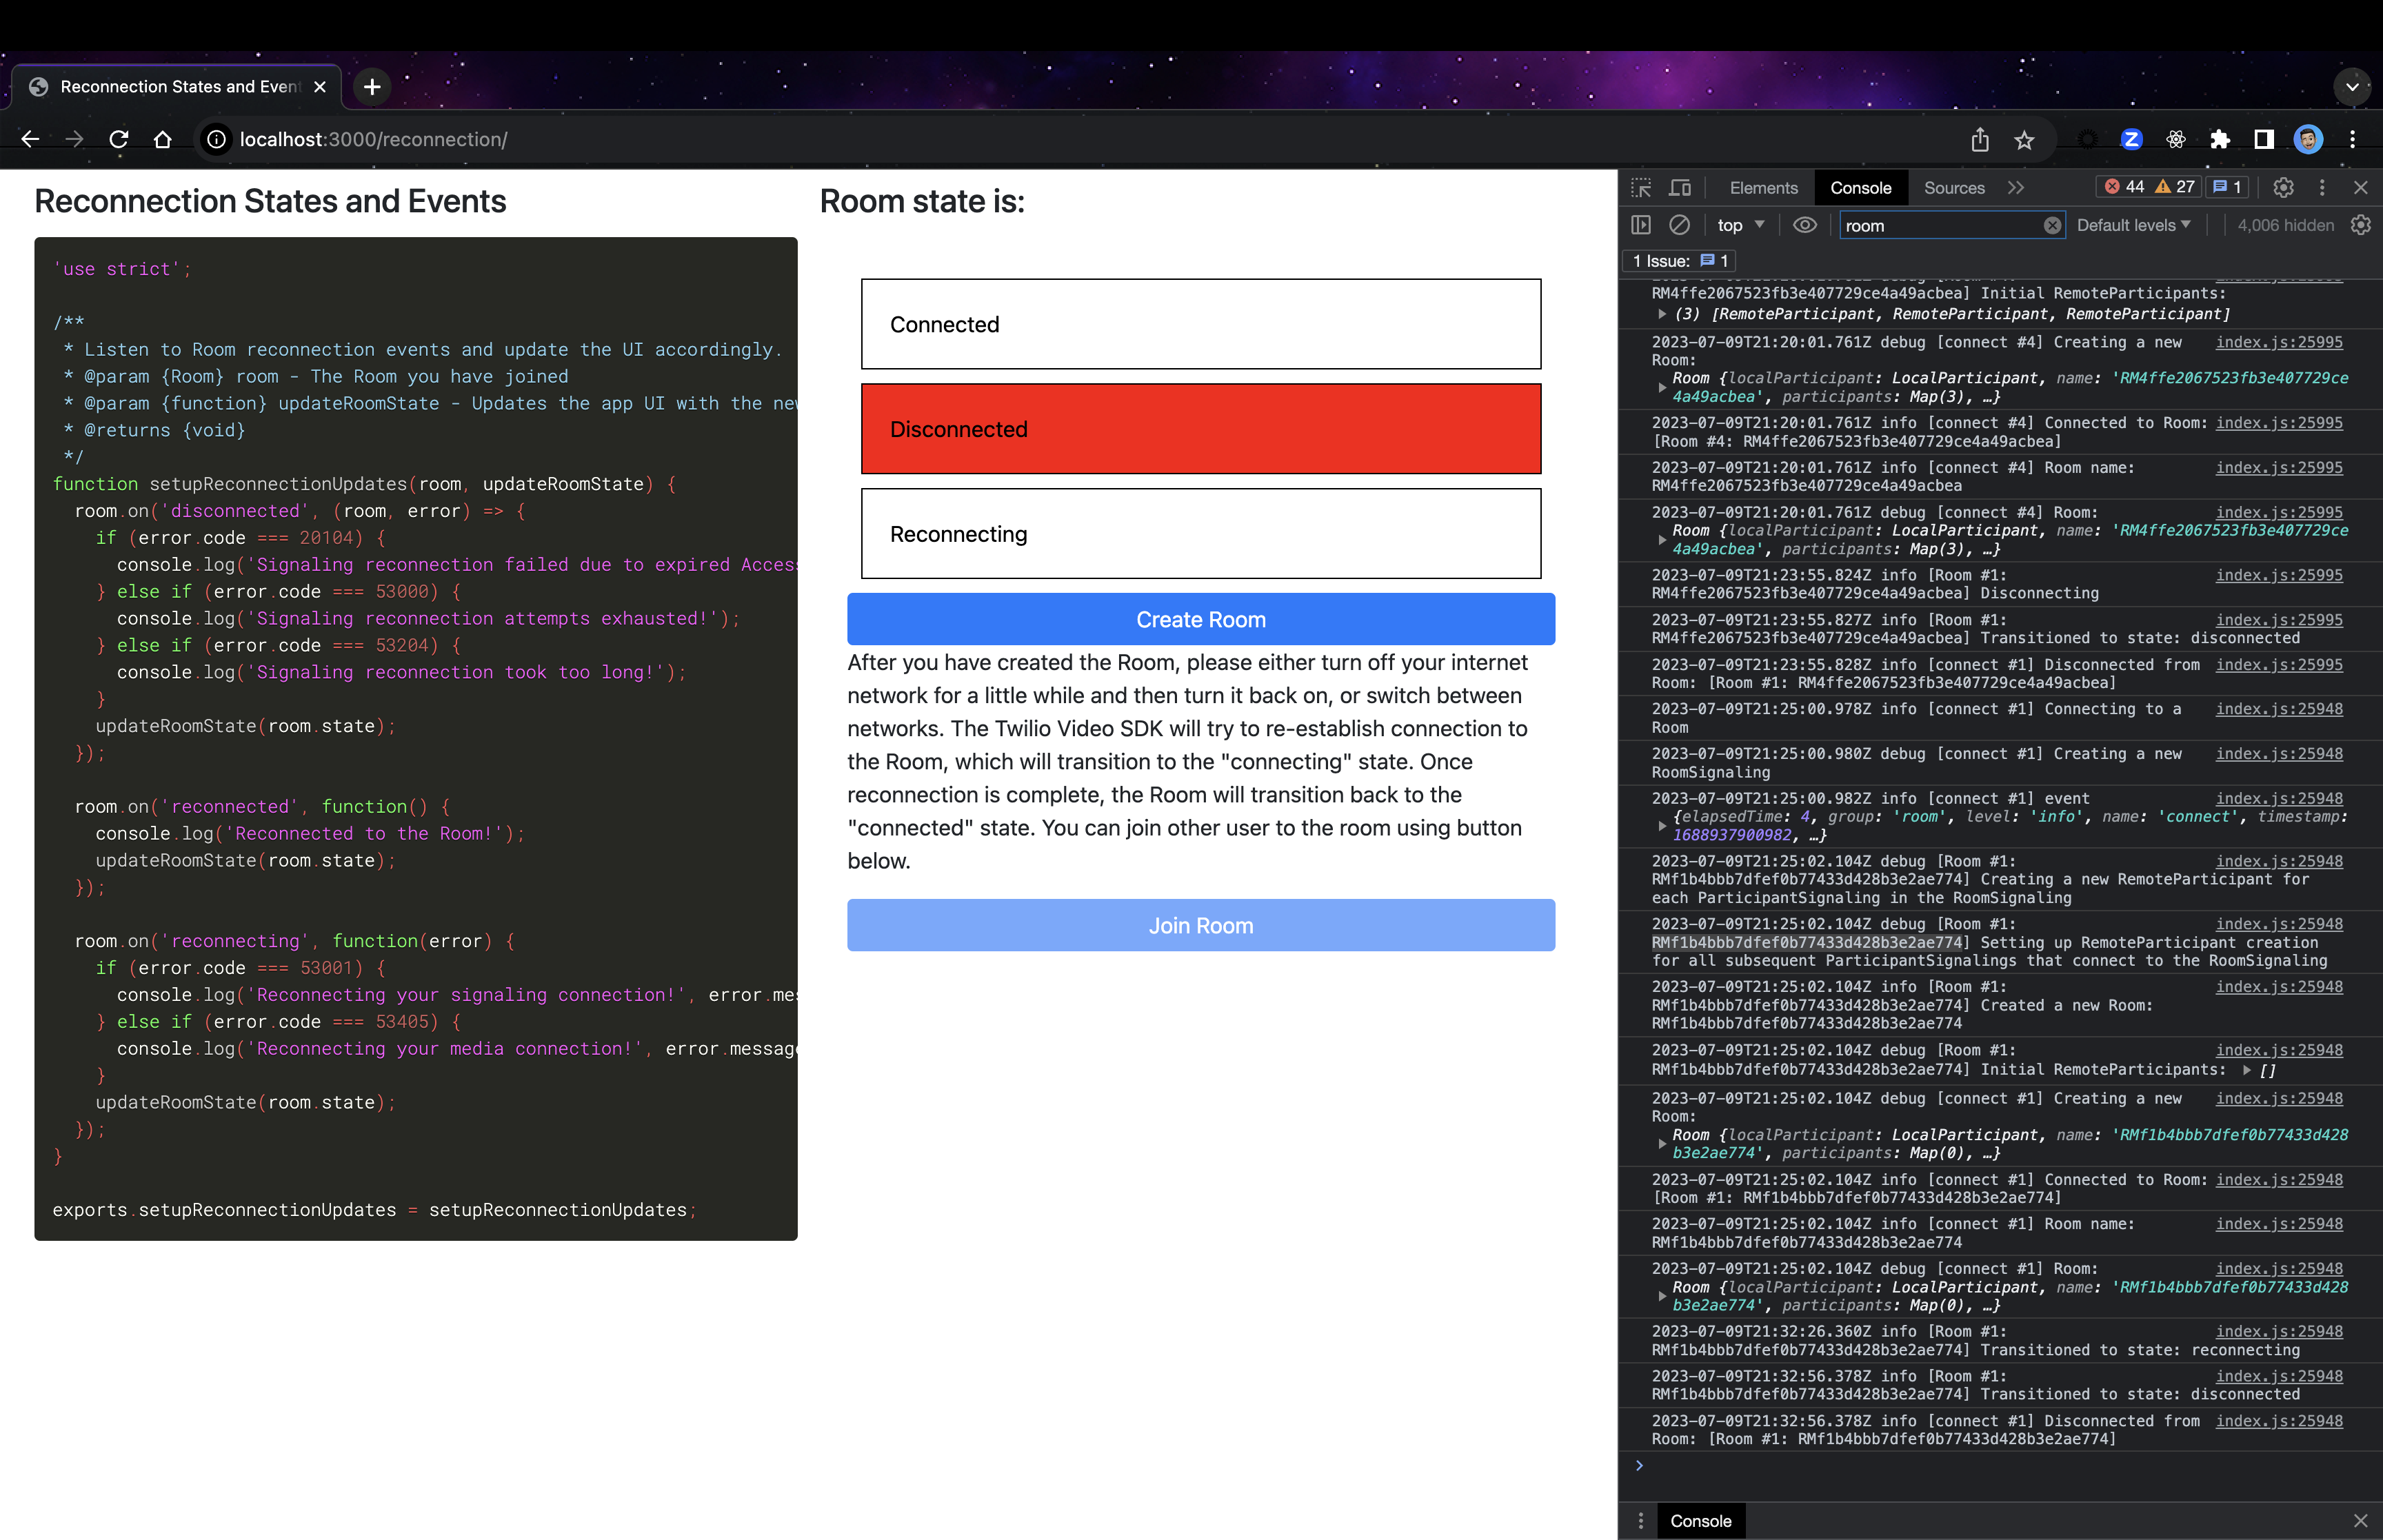 Reconnection States and Event
localhost:3000/reconnection/
Reconnection States and Events
'use strict';
/**
* Listen to Room reconnection events and update the UI accordingly.
* @param {Room} room - The Room you have joined
* @param {function} updateRoomState - Updates the app UI with the new
* @returns {void}
*/
function setupReconnectionUpdates(room, updateRoomState) {
room.on('disconnected', (room, error) => {
if (error.code === 20104) {
console.log('Signaling reconnection failed due to expired Access
} else if (error.code === 53000) {
console.log('Signaling reconnection attempts exhausted!');
} else if (error.code === 53204) {
console.log('Signaling reconnection took too long!');
}
updateRoomState(room.state);
});
room.on('reconnected', function() {
console.log('Reconnected to the Room!');
updateRoomState(room.state);
});
room.on('reconnecting', function(error) {
if (error.code === 53001) {
console.log('Reconnecting your signaling connection!', error.mes
} else if (error.code === 53405) {
console.log('Reconnecting your media connection!', error.message
}
updateRoomState(room.state);
});
}
exports.setupReconnectionUpdates = setupReconnectionUpdates;
Room state is:
Connected
Disconnected
Reconnecting
Create Room
After you have created the Room, please either turn off your internet
network for a little while and then turn it back on, or switch between
networks. The Twilio Video SDK will try to re-establish connection to
the Room, which will transition to the "connecting" state. Once
reconnection is complete, the Room will transition back to the
"connected" state. You can join other user to the room using button
below.
Join Room
Elements Console Sources 44 27 1
top room Default levels 4,006 hidden
1 Issue: 1
RM4ffe2067523fb3e407729ce4a49acbea] Initial RemoteParticipants:
(3) [RemoteParticipant, RemoteParticipant, RemoteParticipant]
2023-07-09T21:20:01.761Z debug [connect #4] Creating a new index.js:25995
Room:
Room {localParticipant: LocalParticipant, name: 'RM4ffe2067523fb3e407729ce
4a49acbea', participants: Map(3), …}
2023-07-09T21:20:01.761Z info [connect #4] Connected to Room: index.js:25995
[Room #4: RM4ffe2067523fb3e407729ce4a49acbea]
2023-07-09T21:20:01.761Z info [connect #4] Room name: index.js:25995
RM4ffe2067523fb3e407729ce4a49acbea
2023-07-09T21:20:01.761Z debug [connect #4] Room: index.js:25995
Room {localParticipant: LocalParticipant, name: 'RM4ffe2067523fb3e407729ce
4a49acbea', participants: Map(3), …}
2023-07-09T21:23:55.824Z info [Room #1: index.js:25995
RM4ffe2067523fb3e407729ce4a49acbea] Disconnecting
2023-07-09T21:23:55.827Z info [Room #1: index.js:25995
RM4ffe2067523fb3e407729ce4a49acbea] Transitioned to state: disconnected
2023-07-09T21:23:55.828Z info [connect #1] Disconnected from index.js:25995
Room: [Room #1: RM4ffe2067523fb3e407729ce4a49acbea]
2023-07-09T21:25:00.978Z info [connect #1] Connecting to a index.js:25948
Room
2023-07-09T21:25:00.980Z debug [connect #1] Creating a new index.js:25948
RoomSignaling
2023-07-09T21:25:00.982Z info [connect #1] event index.js:25948
{elapsedTime: 4, group: 'room', level: 'info', name: 'connect', timestamp:
1688937900982, …}
2023-07-09T21:25:02.104Z debug [Room #1: index.js:25948
RMf1b4bbb7dfef0b77433d428b3e2ae774] Creating a new RemoteParticipant for
each ParticipantSignaling in the RoomSignaling
2023-07-09T21:25:02.104Z debug [Room #1: index.js:25948
RMf1b4bbb7dfef0b77433d428b3e2ae774] Setting up RemoteParticipant creation
for all subsequent ParticipantSignalings that connect to the RoomSignaling
2023-07-09T21:25:02.104Z info [Room #1: index.js:25948
RMf1b4bbb7dfef0b77433d428b3e2ae774] Created a new Room:
RMf1b4bbb7dfef0b77433d428b3e2ae774
2023-07-09T21:25:02.104Z debug [Room #1: index.js:25948
RMf1b4bbb7dfef0b77433d428b3e2ae774] Initial RemoteParticipants: []
2023-07-09T21:25:02.104Z debug [connect #1] Creating a new index.js:25948
Room:
Room {localParticipant: LocalParticipant, name: 'RMf1b4bbb7dfef0b77433d428
b3e2ae774', participants: Map(0), …}
2023-07-09T21:25:02.104Z info [connect #1] Connected to Room: index.js:25948
[Room #1: RMf1b4bbb7dfef0b77433d428b3e2ae774]
2023-07-09T21:25:02.104Z info [connect #1] Room name: index.js:25948
RMf1b4bbb7dfef0b77433d428b3e2ae774
2023-07-09T21:25:02.104Z debug [connect #1] Room: index.js:25948
Room {localParticipant: LocalParticipant, name: 'RMf1b4bbb7dfef0b77433d428
b3e2ae774', participants: Map(0), …}
2023-07-09T21:32:26.360Z info [Room #1: index.js:25948
RMf1b4bbb7dfef0b77433d428b3e2ae774] Transitioned to state: reconnecting
2023-07-09T21:32:56.378Z info [Room #1: index.js:25948
RMf1b4bbb7dfef0b77433d428b3e2ae774] Transitioned to state: disconnected
2023-07-09T21:32:56.378Z info [connect #1] Disconnected from index.js:25948
Room: [Room #1: RMf1b4bbb7dfef0b77433d428b3e2ae774]
Console